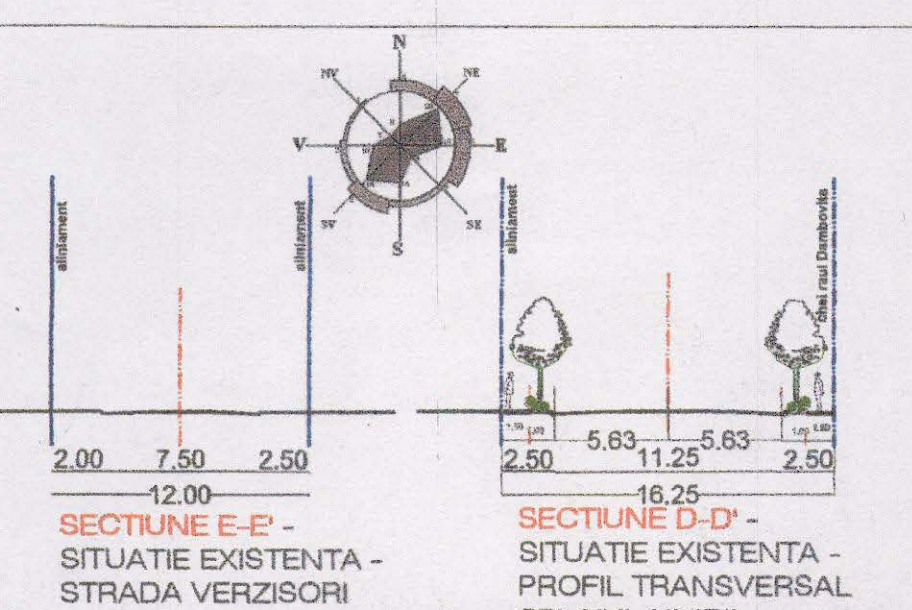 N
NV NE
V E
SV SE
S
aliniament
aliniament
aliniament
chei raul Dambovita
2.00 7.50 2.50
12.00
SECTIUNE E-E' -
SITUATIE EXISTENTA -
STRADA VERZISORI
5.63 5.63
2.50 11.25 2.50
16.25
SECTIUNE D-D' -
SITUATIE EXISTENTA -
PROFIL TRANSVERSAL